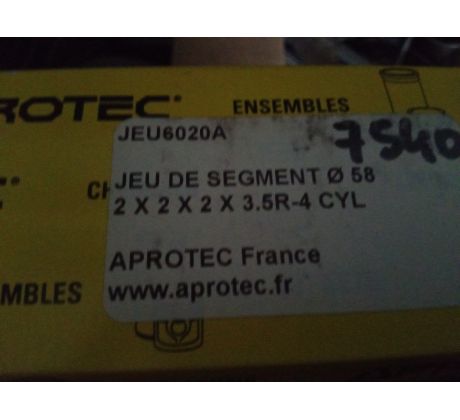 ROTEC
ENSEMBLES
JEU6020A
7540
JEU DE SEGMENT Ø 58
2 X 2 X 2 X 3.5R-4 CYL
APROTEC France
www.aprotec.fr
MBLES